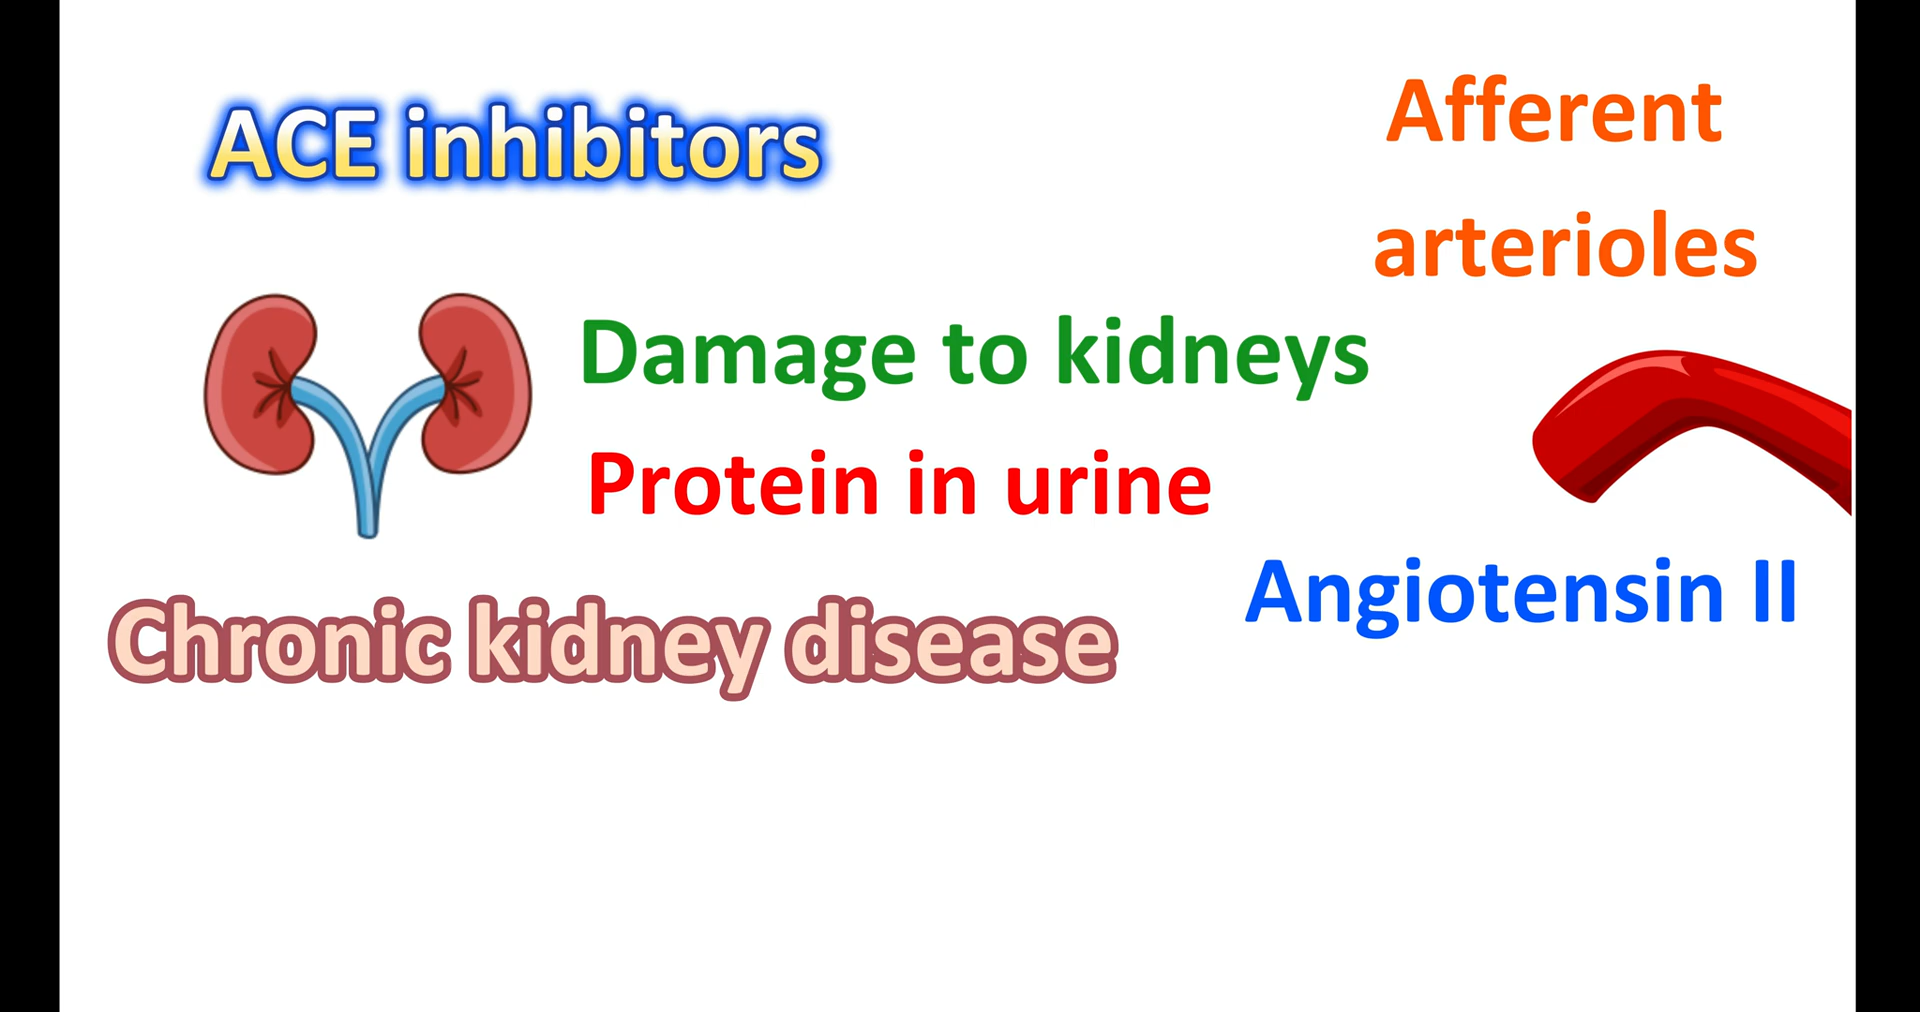 ACE inhibitors
Afferent
arterioles
Damage to kidneys
Protein in urine
Angiotensin II
Chronic kidney disease